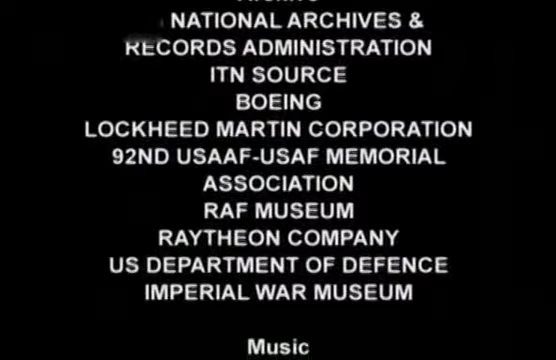 NATIONAL ARCHIVES &
RECORDS ADMINISTRATION
ITN SOURCE
BOEING
LOCKHEED MARTIN CORPORATION
92ND USAAF-USAF MEMORIAL
ASSOCIATION
RAF MUSEUM
RAYTHEON COMPANY
US DEPARTMENT OF DEFENCE
IMPERIAL WAR MUSEUM
Music